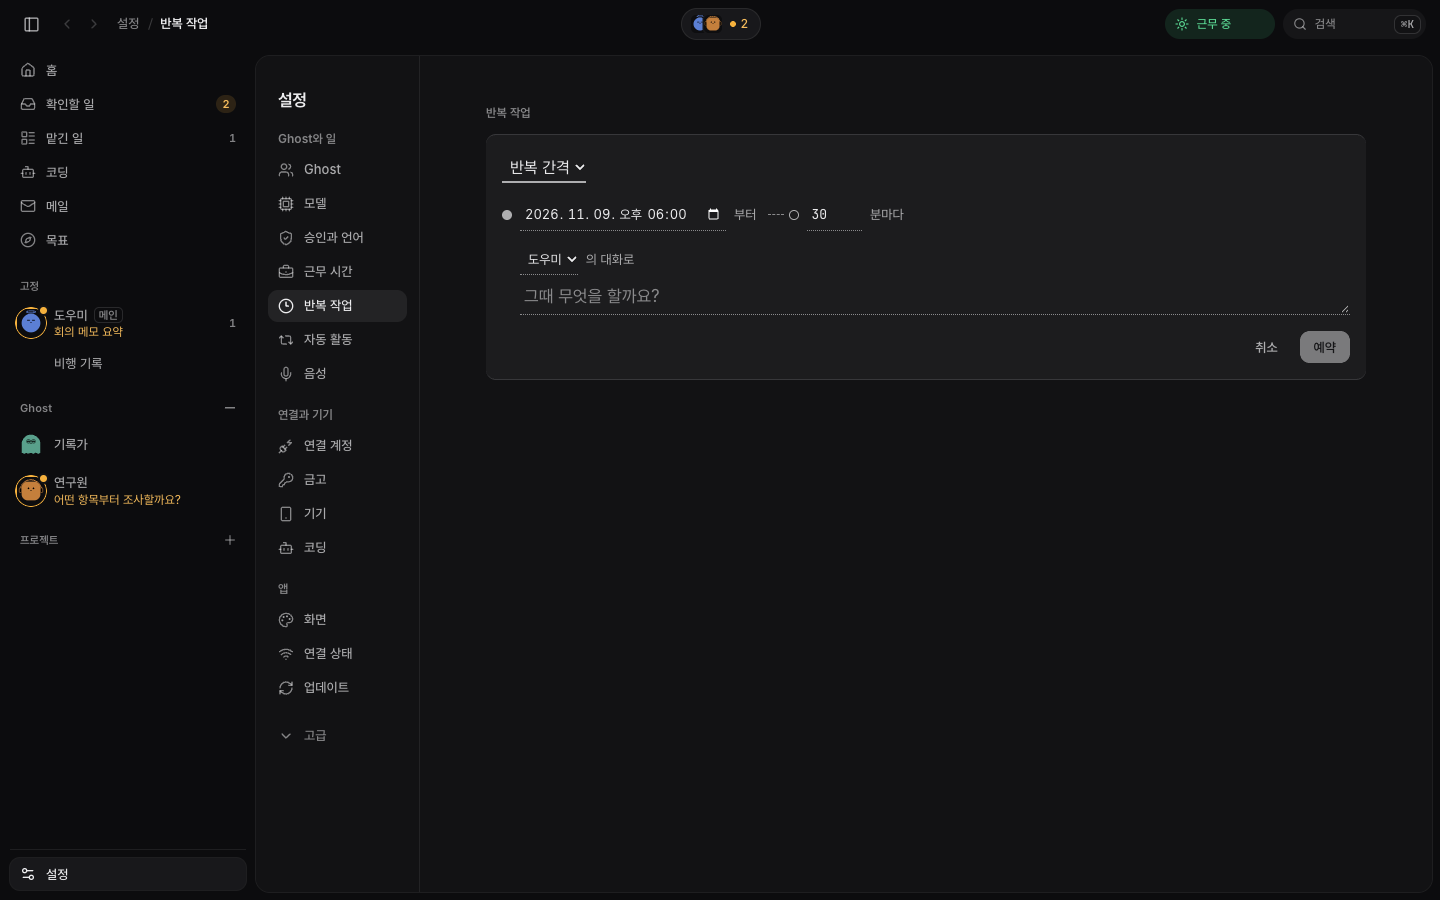 설정 / 반복 작업
2
근무 중
검색
⌘K
홈
확인할 일
2
맡긴 일
1
코딩
메일
목표
고정
도우미 메인
회의 메모 요약
1
비행 기록
Ghost
기록가
연구원
어떤 항목부터 조사할까요?
프로젝트
설정
설정
Ghost와 일
Ghost
모델
승인과 언어
근무 시간
반복 작업
자동 활동
음성
연결과 기기
연결 계정
금고
기기
코딩
앱
화면
연결 상태
업데이트
고급
반복 작업
반복 간격
2026. 11. 09. 오후 06:00 부터 ---- 30 분마다
도우미 의 대화로
그때 무엇을 할까요?
취소
예약